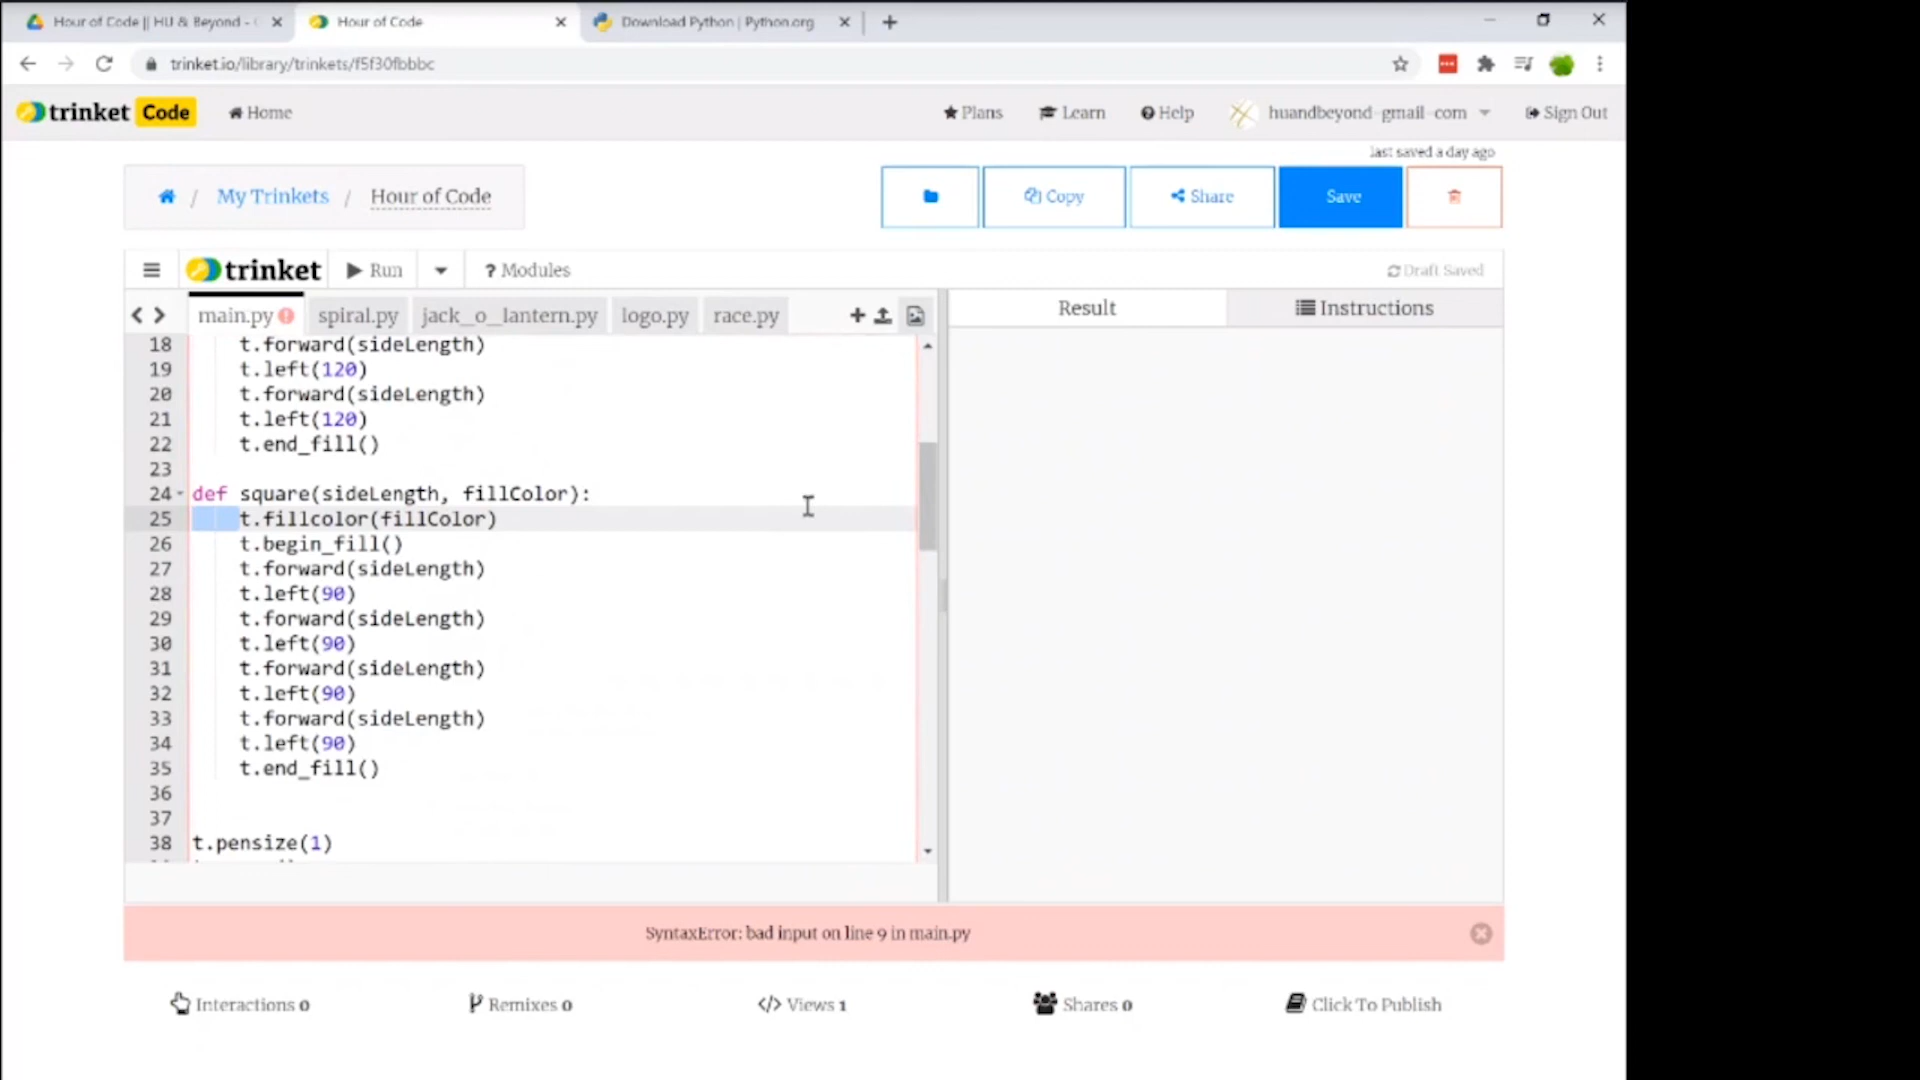 Hour of Code || HU & Beyond -
Hour of Code
Download Python | Python.org
trinket.io/library/trinkets/f5f30fbbbc
trinket Code
Home
Plans
Learn
Help
huandbeyond-gmail-com
Sign Out
last saved a day ago
/ My Trinkets / Hour of Code
Copy
Share
Save
trinket
Run
? Modules
Draft Saved
main.py
spiral.py
jack_o_lantern.py
logo.py
race.py
Result
Instructions
18 t.forward(sideLength)
19 t.left(120)
20 t.forward(sideLength)
21 t.left(120)
22 t.end_fill()
23
24 def square(sideLength, fillColor):
25 t.fillcolor(fillColor)
26 t.begin_fill()
27 t.forward(sideLength)
28 t.left(90)
29 t.forward(sideLength)
30 t.left(90)
31 t.forward(sideLength)
32 t.left(90)
33 t.forward(sideLength)
34 t.left(90)
35 t.end_fill()
36
37
38 t.pensize(1)
SyntaxError: bad input on line 9 in main.py
Interactions 0
Remixes 0
</> Views 1
Shares 0
Click To Publish